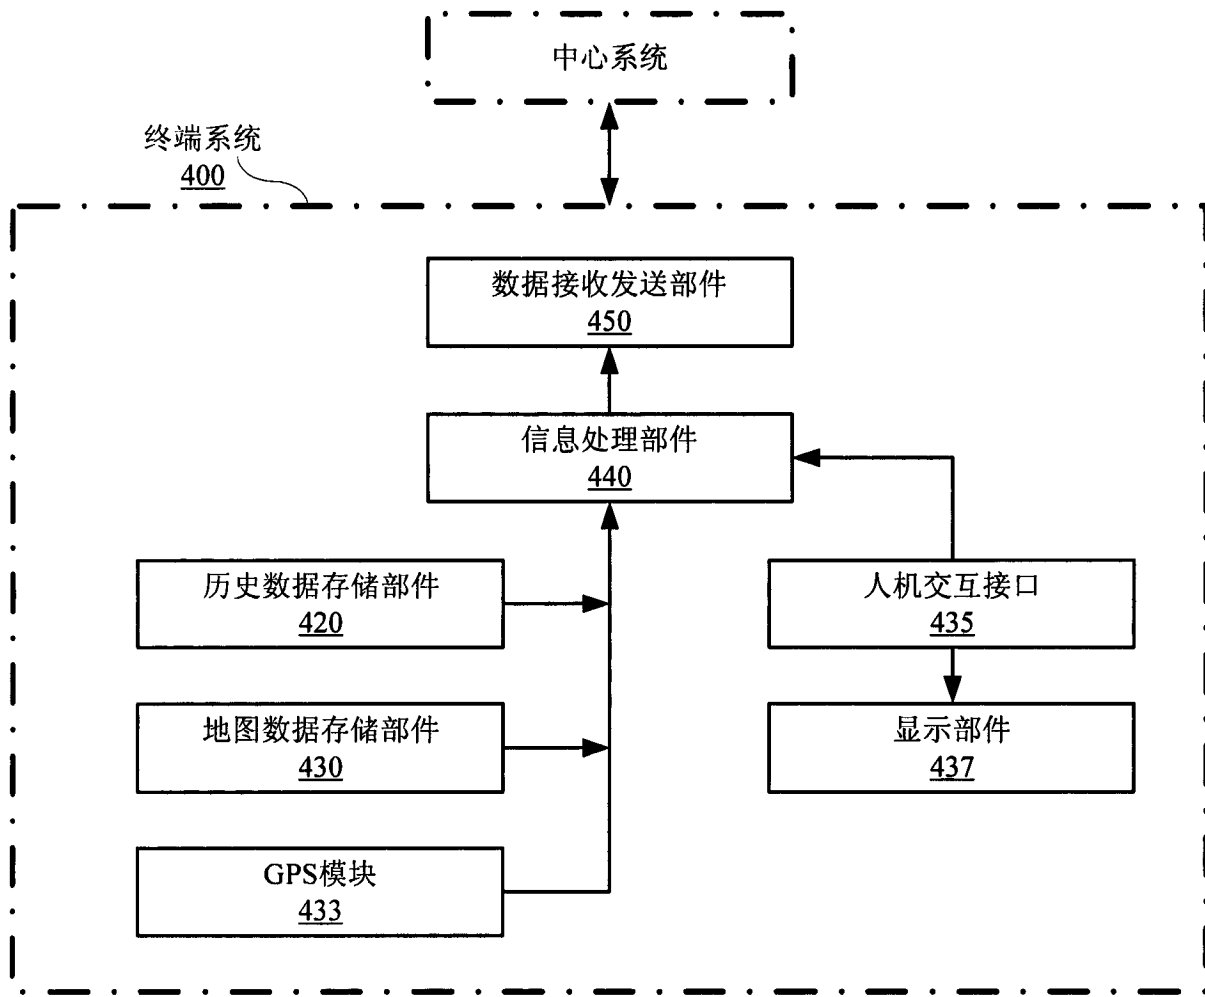 中心系统
终端系统
400
数据接收发送部件
450
信息处理部件
440
历史数据存储部件
420
人机交互接口
435
地图数据存储部件
430
显示部件
437
GPS模块
433